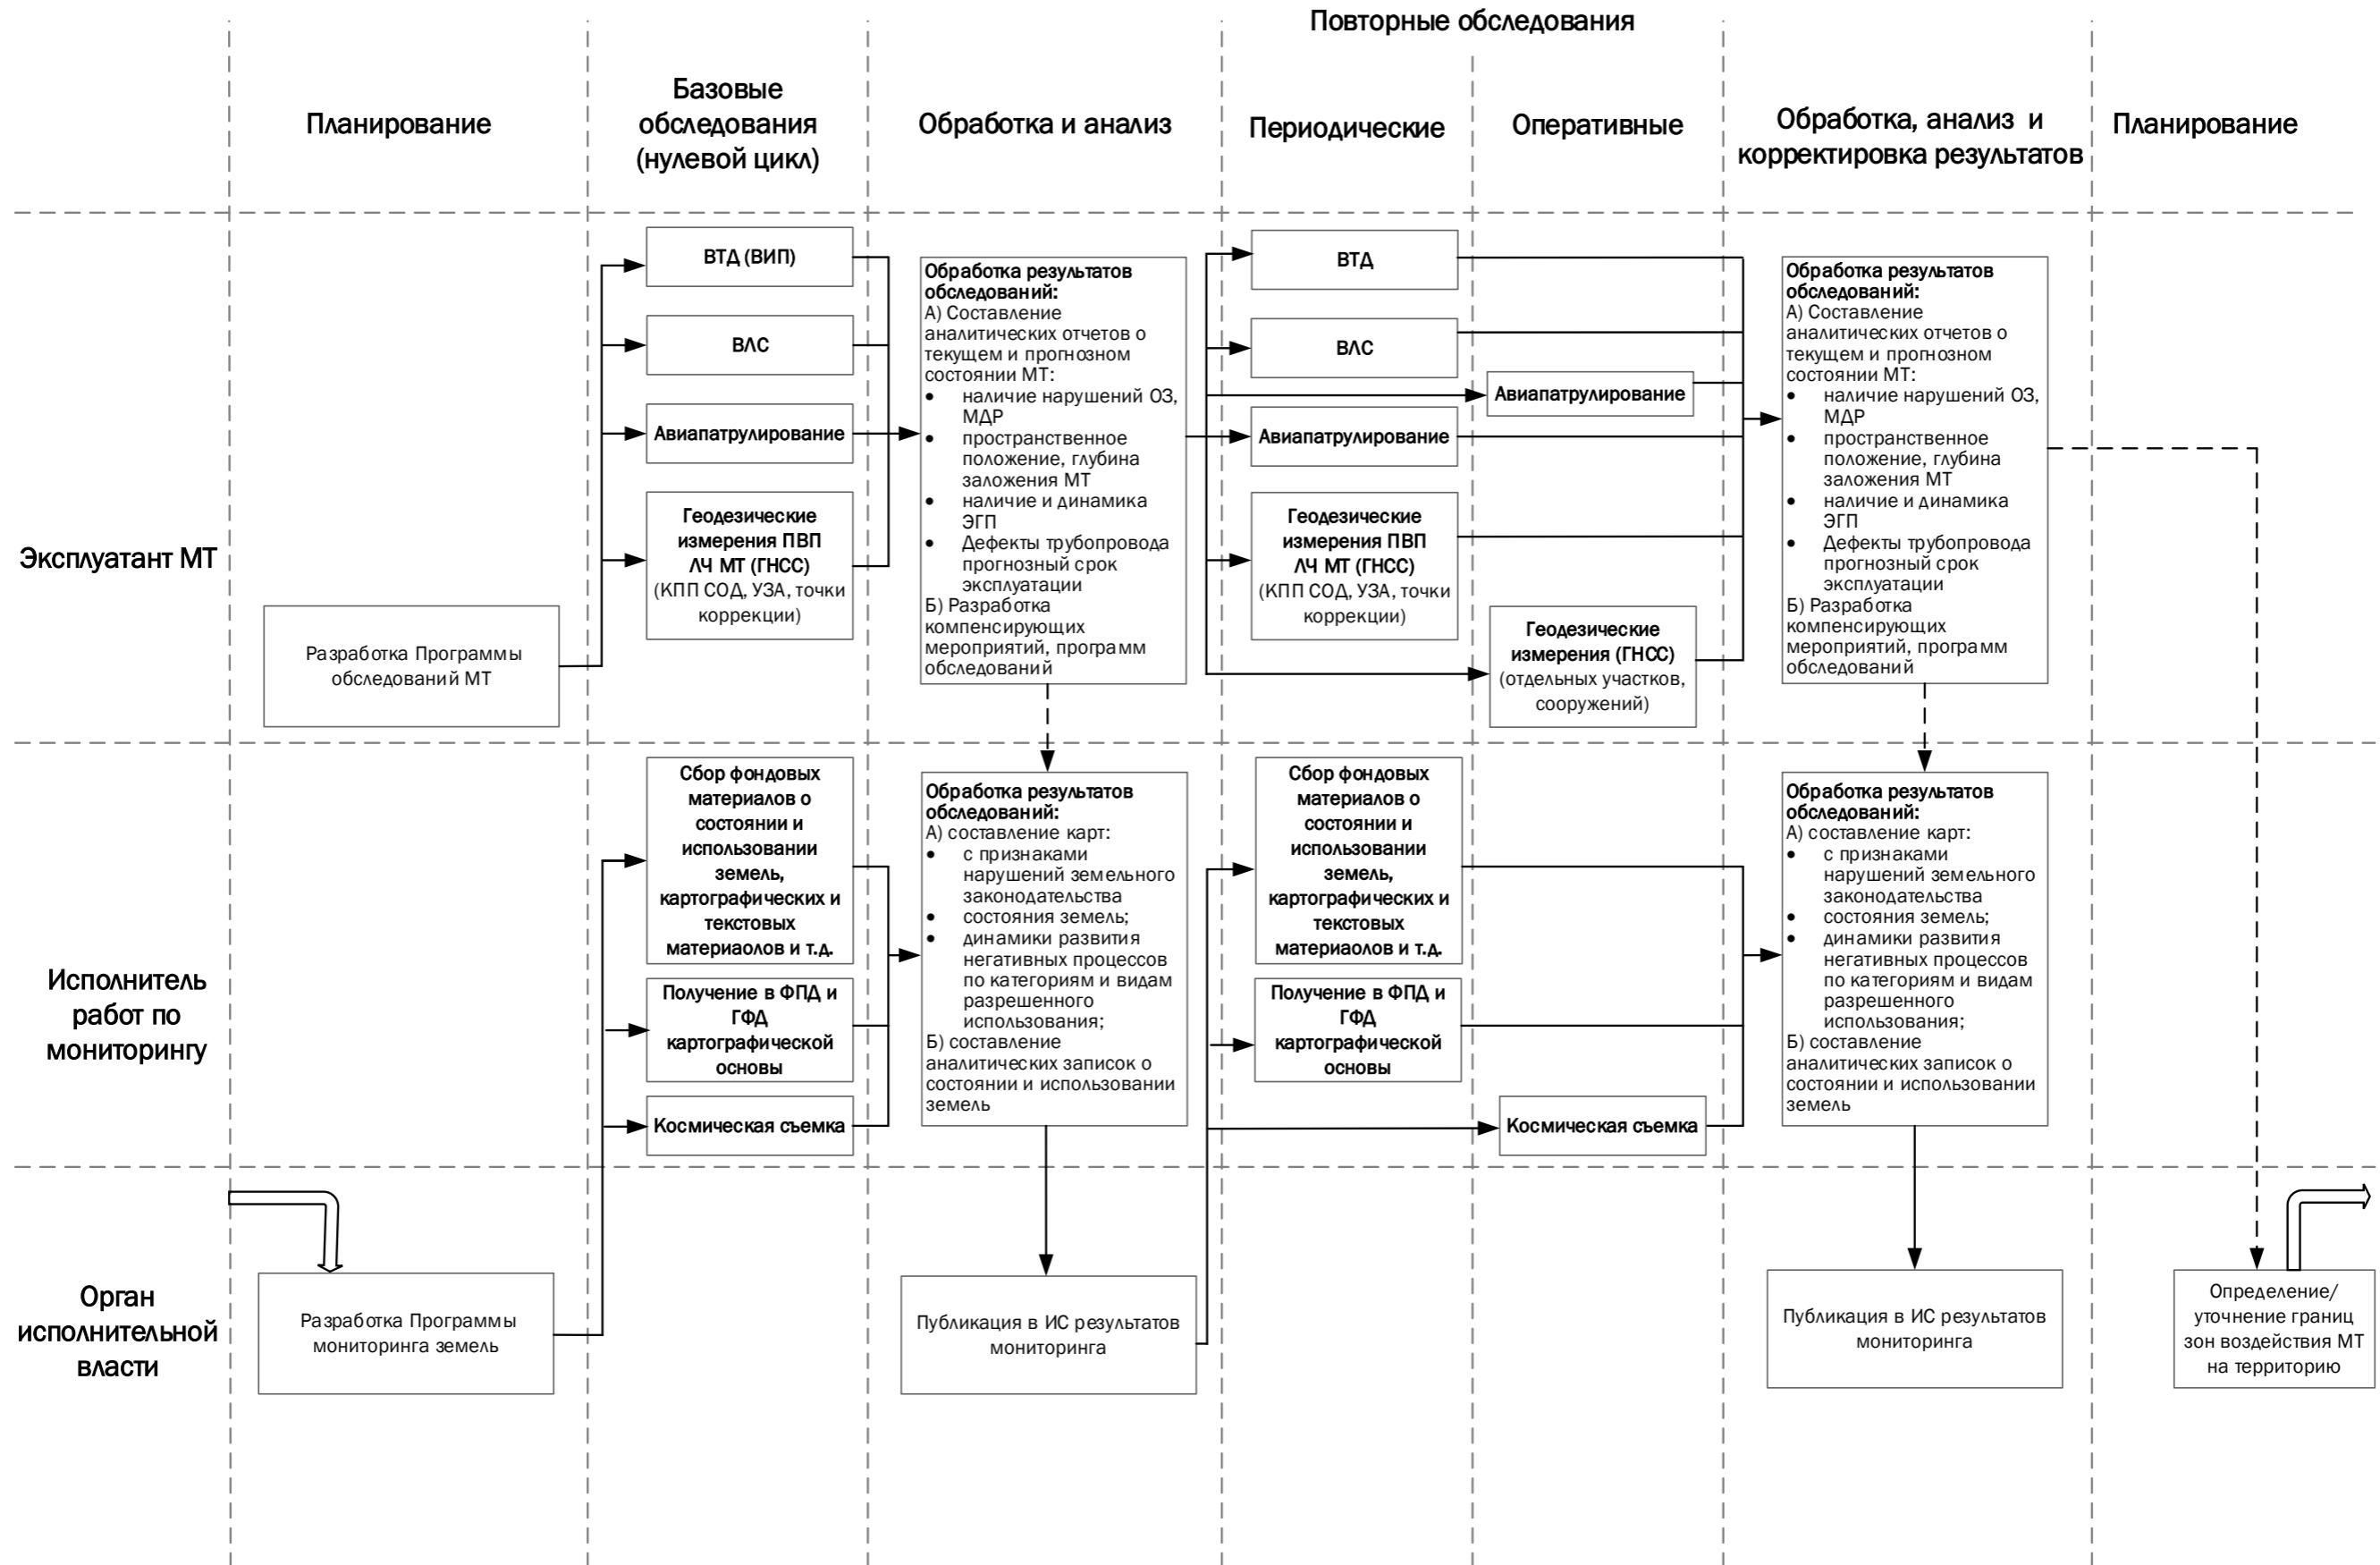 Повторные обследования
Планирование
Базовые
обследования
(нулевой цикл)
Обработка и анализ
Периодические
Оперативные
Обработка, анализ и
корректировка результатов
Планирование
Эксплуатант МТ
Разработка Программы
обследований МТ
ВТД (ВИП)
ВЛС
Авиапатрулирование
Геодезические
измерения ПВП
ЛЧ МТ (ГНСС)
(КПП СОД, УЗА, точки
коррекции)
Обработка результатов
обследований:
А) Составление
аналитических отчетов о
текущем и прогнозном
состоянии МТ:
• наличие нарушений ОЗ,
МДР
• пространственное
положение, глубина
заложения МТ
• наличие и динамика
ЭГП
• Дефекты трубопровода
прогнозный срок
эксплуатации
Б) Разработка
компенсирующих
мероприятий, программ
обследований
ВТД
ВЛС
Авиапатрулирование
Геодезические
измерения ПВП
ЛЧ МТ (ГНСС)
(КПП СОД, УЗА, точки
коррекции)
Авиапатрулирование
Геодезические
измерения (ГНСС)
(отдельных участков,
сооружений)
Обработка результатов
обследований:
А) Составление
аналитических отчетов о
текущем и прогнозном
состоянии МТ:
• наличие нарушений ОЗ,
МДР
• пространственное
положение, глубина
заложения МТ
• наличие и динамика
ЭГП
• Дефекты трубопровода
прогнозный срок
эксплуатации
Б) Разработка
компенсирующих
мероприятий, программ
обследований
Исполнитель
работ по
мониторингу
Сбор фондовых
материалов о
состоянии и
использовании
земель,
картографических и
текстовых
материаолов и т.д.
Получение в ФПД и
ГФД
картографической
основы
Космическая съемка
Обработка результатов
обследований:
А) составление карт:
• с признаками
нарушений земельного
законодательства
• состояния земель;
• динамики развития
негативных процессов
по категориям и видам
разрешенного
использования;
Б) составление
аналитических записок о
состоянии и использовании
земель
Сбор фондовых
материалов о
состоянии и
использовании
земель,
картографических и
текстовых
материаолов и т.д.
Получение в ФПД и
ГФД
картографической
основы
Космическая съемка
Обработка результатов
обследований:
А) составление карт:
• с признаками
нарушений земельного
законодательства
• состояния земель;
• динамики развития
негативных процессов
по категориям и видам
разрешенного
использования;
Б) составление
аналитических записок о
состоянии и использовании
земель
Орган
исполнительной
власти
Разработка Программы
мониторинга земель
Публикация в ИС результатов
мониторинга
Публикация в ИС результатов
мониторинга
Определение/
уточнение границ
зон воздействия МТ
на территорию